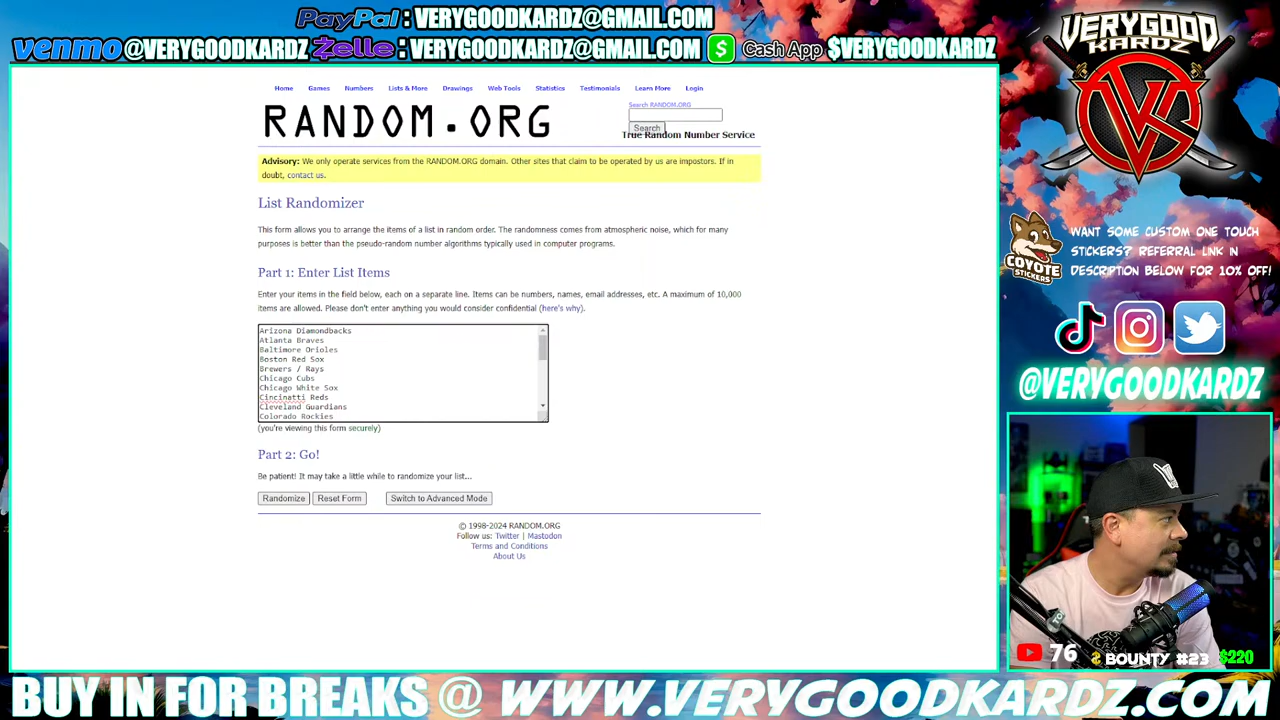 PayPal : VERYGOODKARDZ@GMAIL.COM
venmo @VERYGOODKARDZ Zelle : VERYGOODKARDZ@GMAIL.COM $ Cash App $VERYGOODKARDZ
VERYGOOD
KARDZ
VK
Home Games Numbers Lists & More Drawings Web Tools Statistics Testimonials Learn More Login
Search RANDOM.ORG
RANDOM.ORG
Search
True Random Number Service
Advisory: We only operate services from the RANDOM.ORG domain. Other sites that claim to be operated by us are impostors. If in
doubt, contact us.
List Randomizer
This form allows you to arrange the items of a list in random order. The randomness comes from atmospheric noise, which for many
purposes is better than the pseudo-random number algorithms typically used in computer programs.
Part 1: Enter List Items
Enter your items in the field below, each on a separate line. Items can be numbers, names, email addresses, etc. A maximum of 10,000
items are allowed. Please don't enter anything you would consider confidential (here's why).
Arizona Diamondbacks
Atlanta Braves
Baltimore Orioles
Boston Red Sox
Brewers / Rays
Chicago Cubs
Chicago White Sox
Cincinatti Reds
Cleveland Guardians
Colorado Rockies
(you're viewing this form securely)
Part 2: Go!
Be patient! It may take a little while to randomize your list...
Randomize Reset Form Switch to Advanced Mode
© 1998-2024 RANDOM.ORG
Follow us: Twitter | Mastodon
Terms and Conditions
About Us
COYOTE
STICKERS
WANT SOME CUSTOM ONE TOUCH
STICKERS? REFERRAL LINK IN
DESCRIPTION BELOW FOR 10% OFF!
@VERYGOODKARDZ
76 $ BOUNTY #23 $220
BUY IN FOR BREAKS @ WWW.VERYGOODKARDZ.COM